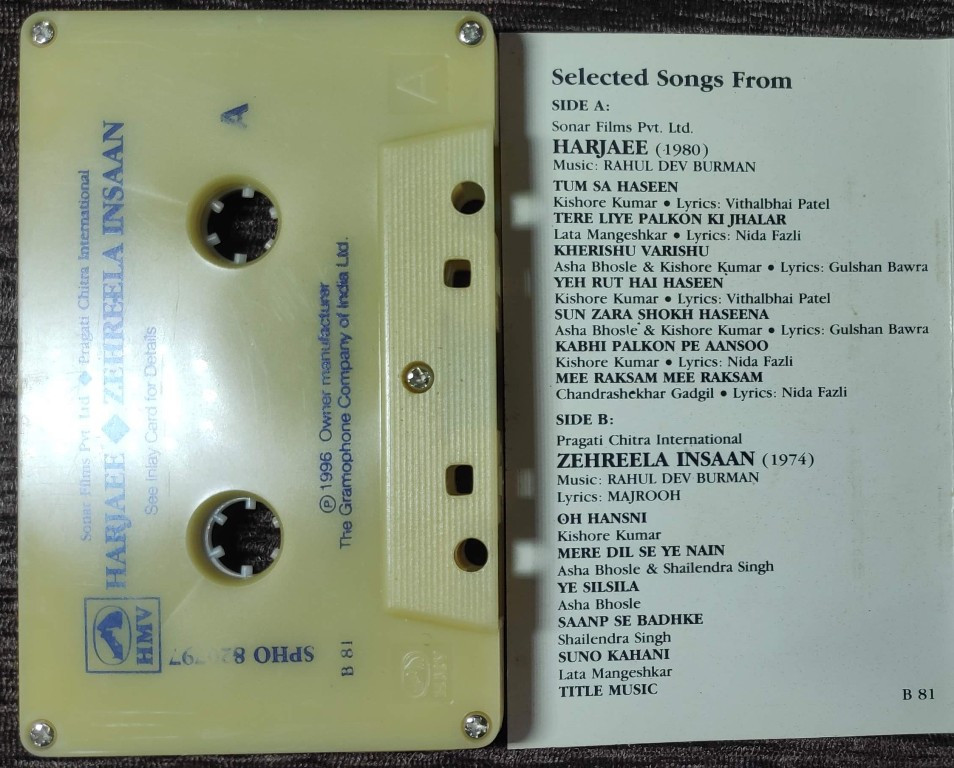 A
A
Sonar Films Pvt Ltd ◆ Pragati Chitra International
HARJAEE ◆ ZEHREELA INSAAN
See Inlay Card for Details
HMV
℗ 1996 Owner manufacturer
The Gramophone Company of India Ltd.
SPHO
B 81
HMV
Selected Songs From
SIDE A:
Sonar Films Pvt. Ltd.
HARJAEE (1980)
Music: RAHUL DEV BURMAN
TUM SA HASEEN
Kishore Kumar • Lyrics: Vithalbhai Patel
TERE LIYE PALKON KI JHALAR
Lata Mangeshkar • Lyrics: Nida Fazli
KHERISHU VARISHU
Asha Bhosle & Kishore Kumar • Lyrics: Gulshan Bawra
YEH RUT HAI HASEEN
Kishore Kumar • Lyrics: Vithalbhai Patel
SUN ZARA SHOKH HASEENA
Asha Bhosle & Kishore Kumar • Lyrics: Gulshan Bawra
KABHI PALKON PE AANSOO
Kishore Kumar • Lyrics: Nida Fazli
MEE RAKSAM MEE RAKSAM
Chandrashekhar Gadgil • Lyrics: Nida Fazli
SIDE B:
Pragati Chitra International
ZEHREELA INSAAN (1974)
Music: RAHUL DEV BURMAN
Lyrics: MAJROOH
OH HANSNI
Kishore Kumar
MERE DIL SE YE NAIN
Asha Bhosle & Shailendra Singh
YE SILSILA
Asha Bhosle
SAANP SE BADHKE
Shailendra Singh
SUNO KAHANI
Lata Mangeshkar
TITLE MUSIC
B 81